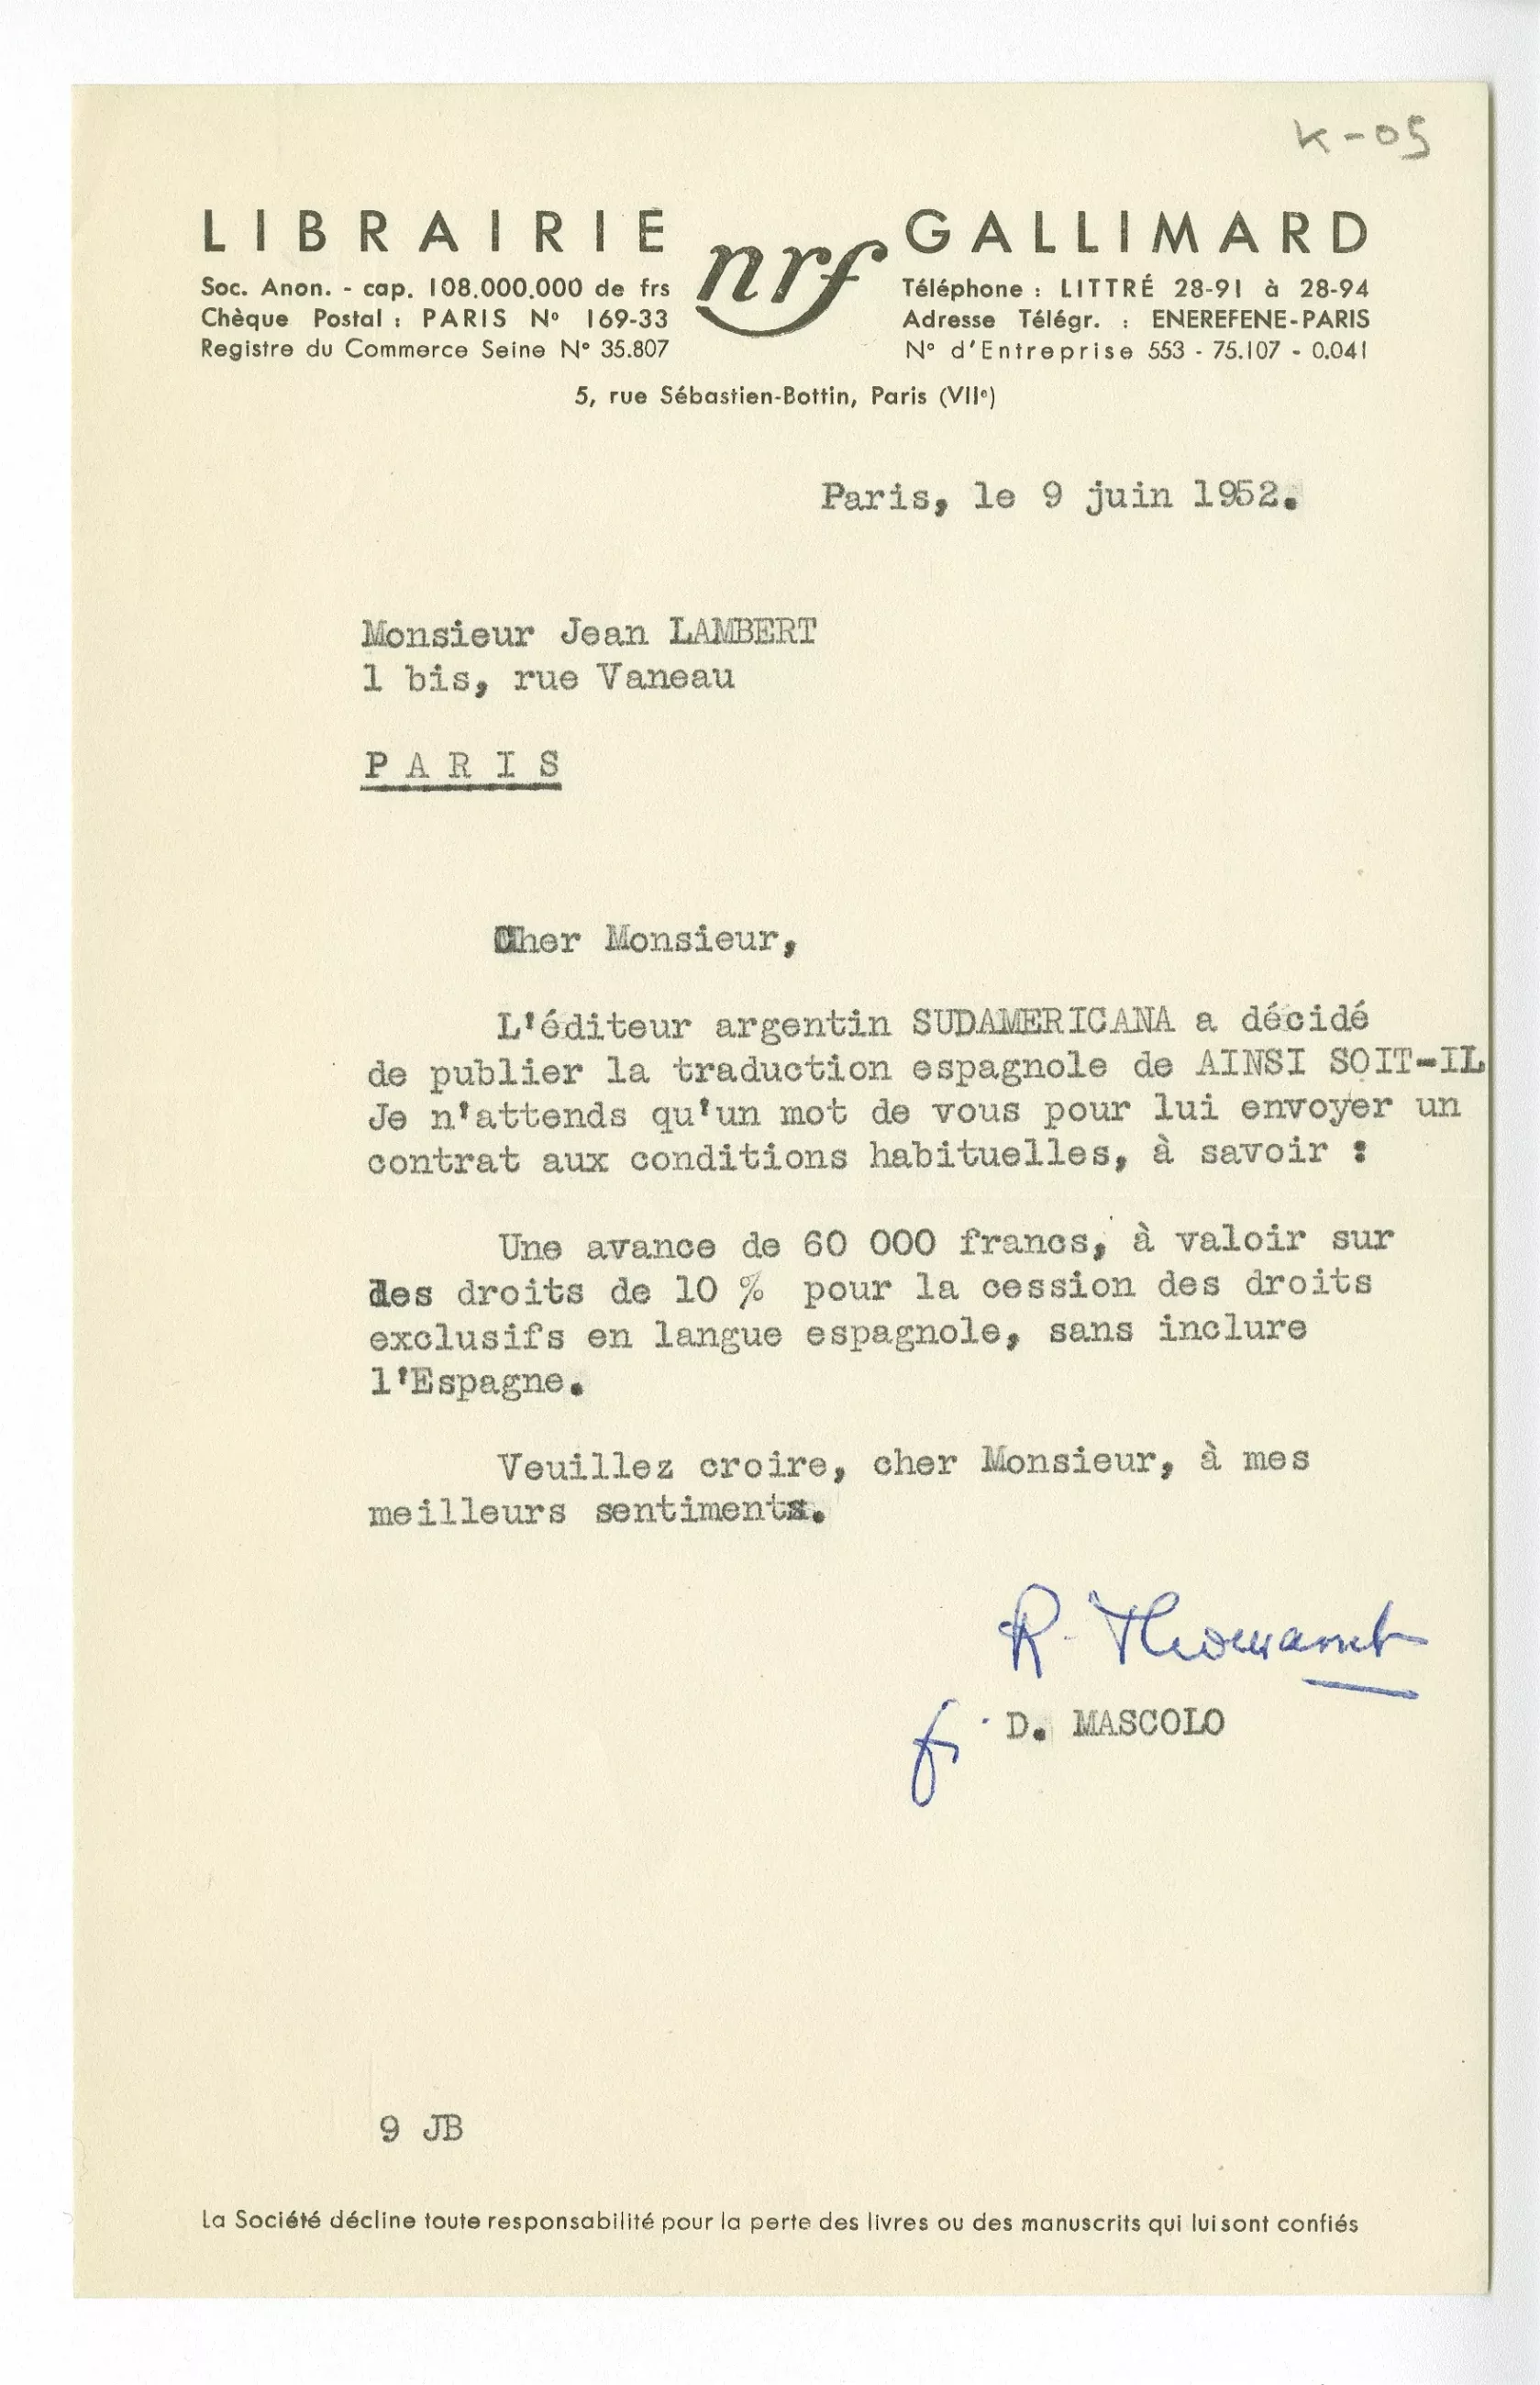 K-05
LIBRAIRIE nrf GALLIMARD
Soc. Anon. - cap. 108.000.000 de frs
Chèque Postal : PARIS N° 169-33
Registre du Commerce Seine N° 35.807
Téléphone : LITTRÉ 28-91 à 28-94
Adresse Télégr. : ENEREFENE-PARIS
N° d'Entreprise 553 - 75.107 - 0.041
5, rue Sébastien-Bottin, Paris (VIIe)
Paris, le 9 juin 1952.
Monsieur Jean LAMBERT
1 bis, rue Vaneau
P A R I S
Cher Monsieur,
L'éditeur argentin SUDAMERICANA a décidé
de publier la traduction espagnole de AINSI SOIT-IL
Je n'attends qu'un mot de vous pour lui envoyer un
contrat aux conditions habituelles, à savoir :
Une avance de 60 000 francs, à valoir sur
des droits de 10 % pour la cession des droits
exclusifs en langue espagnole, sans inclure
l'Espagne.
Veuillez croire, cher Monsieur, à mes
meilleurs sentiments.
R.
D. MASCOLO
9 JB
La Société décline toute responsabilité pour la perte des livres ou des manuscrits qui lui sont confiés